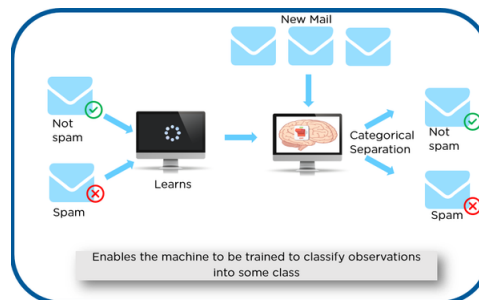 New Mail
Not
spam
Spam
Learns
Categorical
Separation
Not
spam
Spam
Enables the machine to be trained to classify observations
into some class